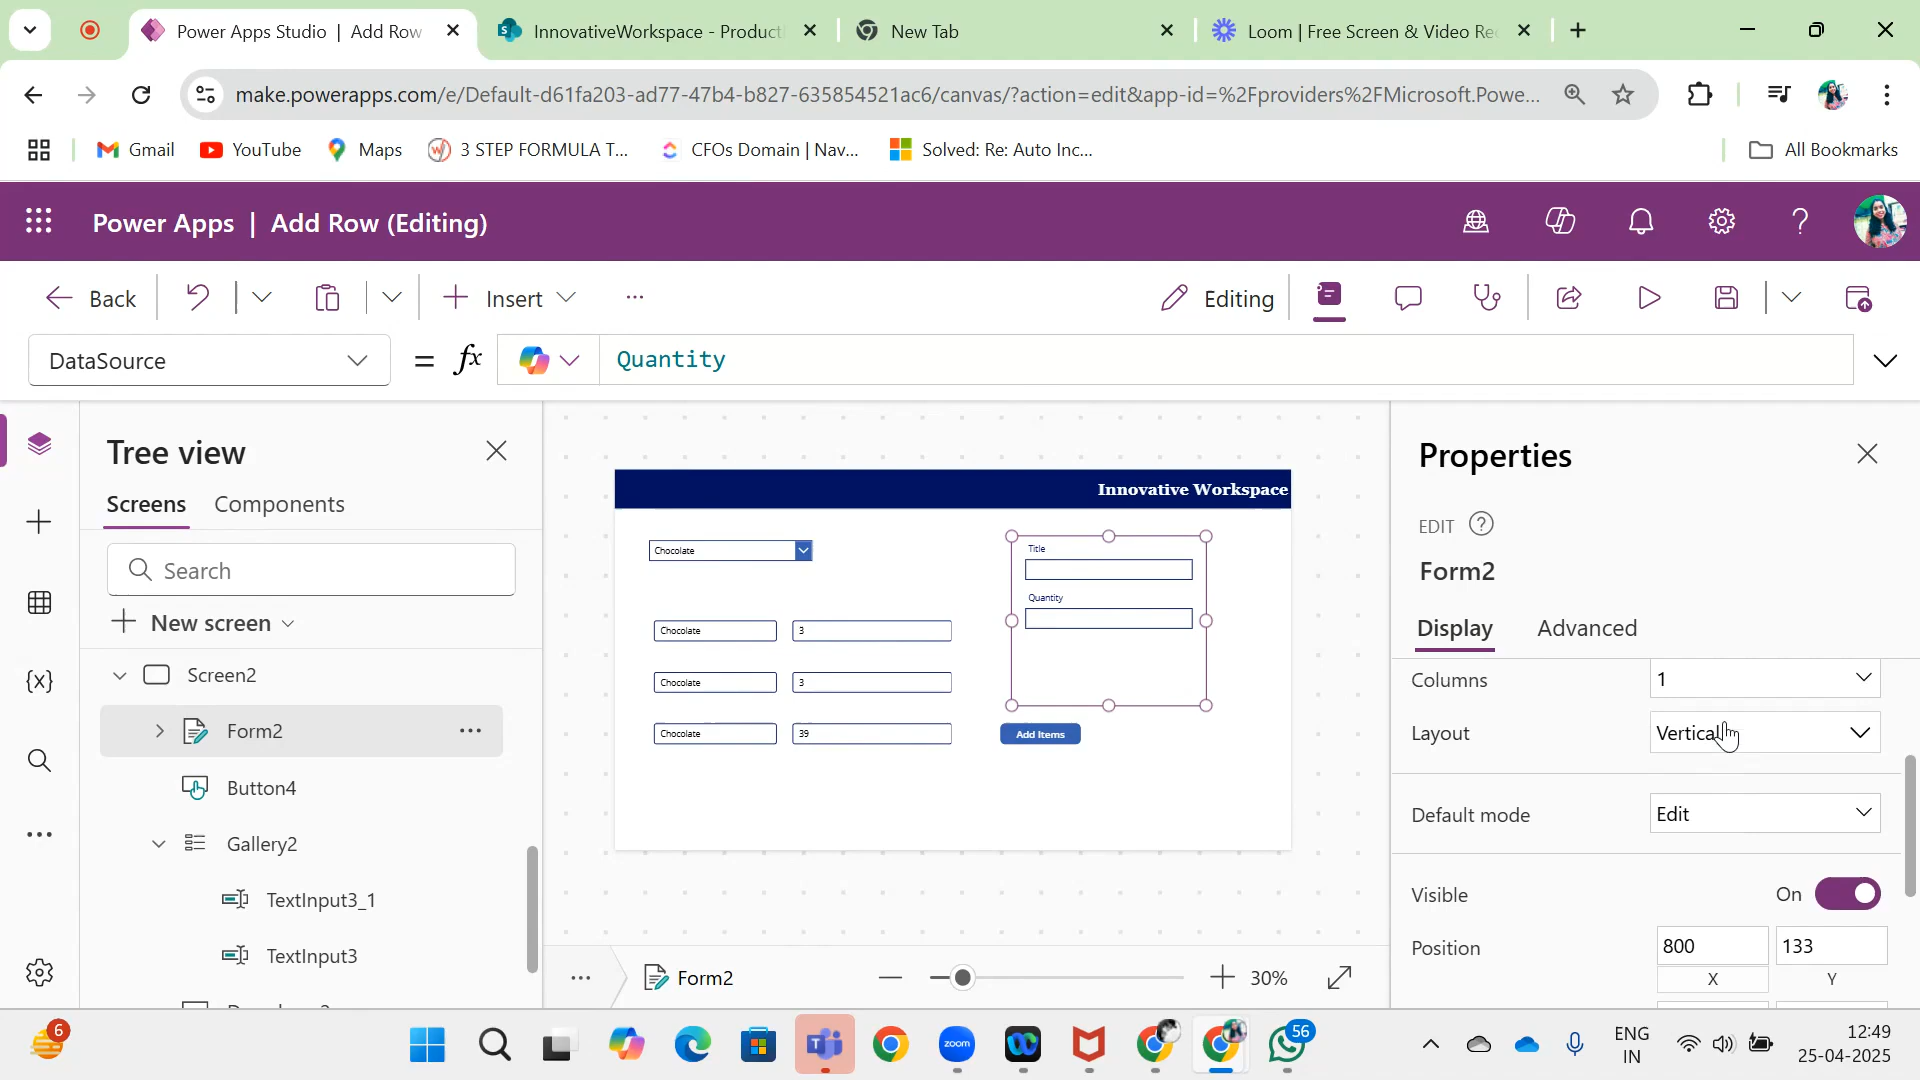 Power Apps Studio | Add Row
InnovativeWorkspace - Product
New Tab
Loom | Free Screen & Video Re
make.powerapps.com/e/Default-d61fa203-ad77-47b4-b827-635854521ac6/canvas/?action=edit&app-id=%2Fproviders%2FMicrosoft.Powe...
Gmail
YouTube
Maps
3 STEP FORMULA T...
CFOs Domain | Nav...
Solved: Re: Auto Inc...
All Bookmarks
Power Apps | Add Row (Editing)
Back
Insert
Editing
DataSource
= fx
Quantity
Tree view
Screens
Components
Search
New screen
Screen2
Form2
Button4
Gallery2
TextInput3_1
TextInput3
Innovative Workspace
Chocolate
Title
Quantity
Chocolate 3
Chocolate 3
Chocolate 39
Add Items
Form2
30%
Properties
EDIT
Form2
Display
Advanced
Columns 1
Layout Vertical
Default mode Edit
Visible On
Position 800 133
X Y
6
zoom
56
ENG
IN
12:49
25-04-2025